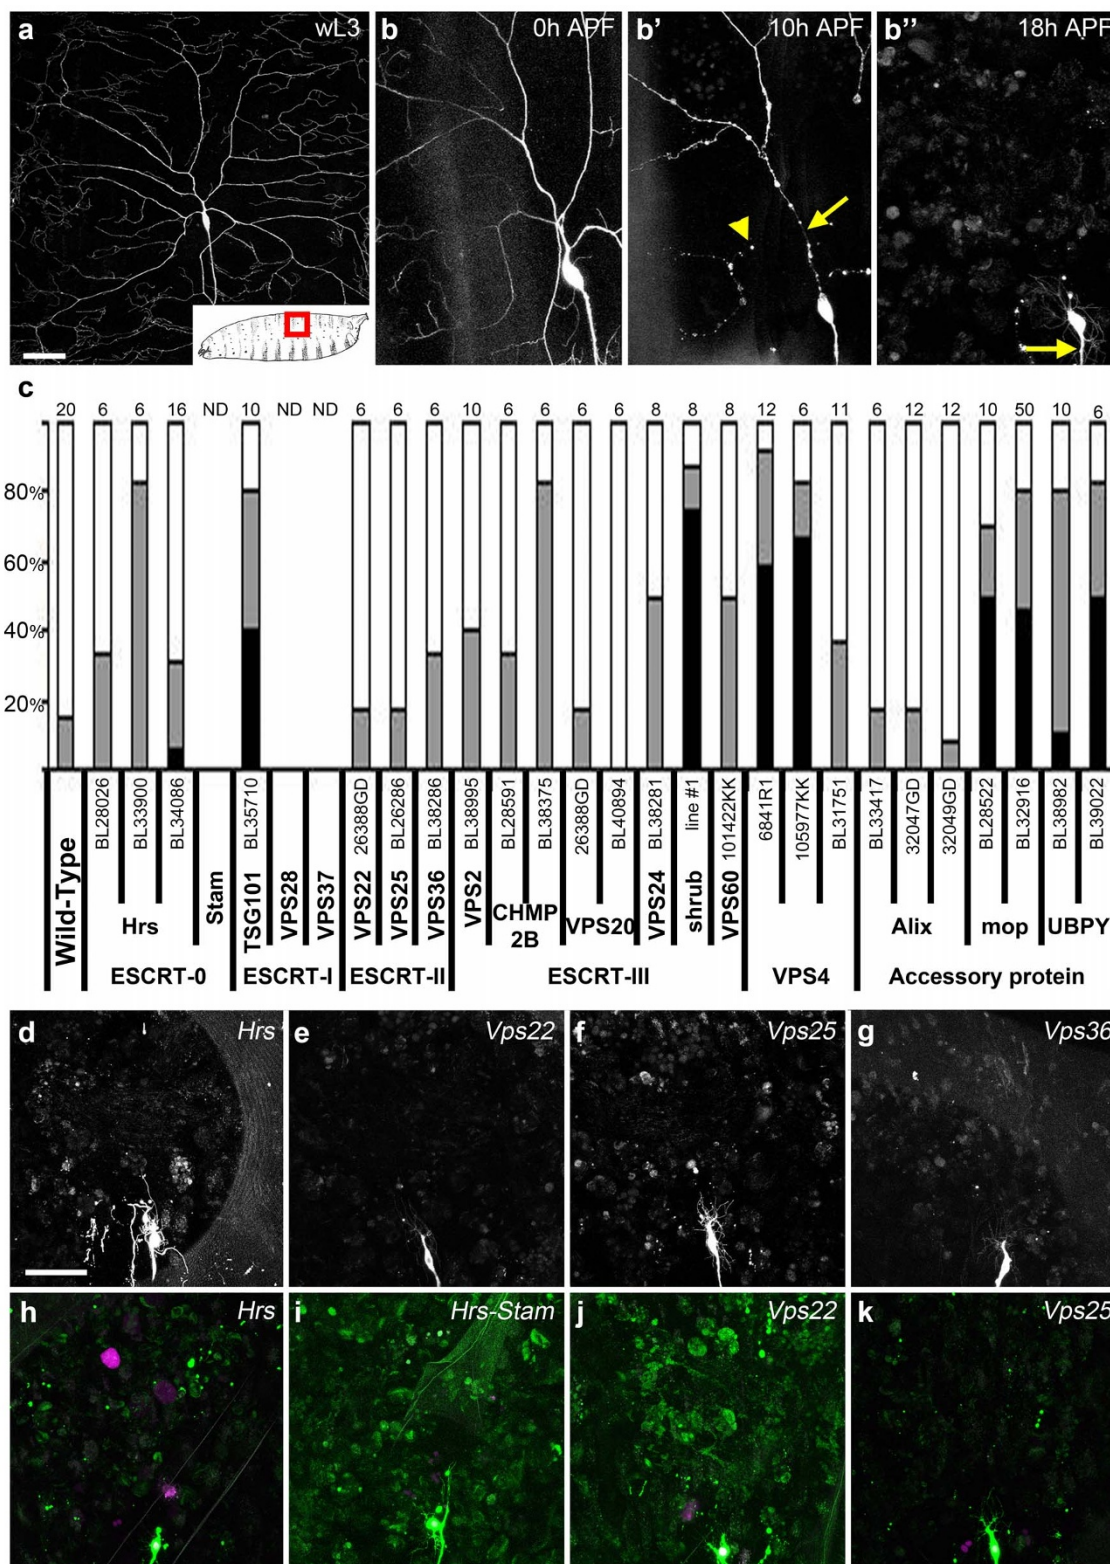 a wL3
b 0h APF
b' 10h APF
b'' 18h APF
c
20 6 6 16 ND 10 ND ND 6 6 6 10 6 6 6 6 8 8 8 12 6 11 6 12 12 10 50 10 6
80%
60%
40%
20%
BL28026 BL33900 BL34086 BL35710 26388GD BL26286 BL38286 BL38995 BL28591 BL38375 26388GD BL40894 BL38281 line #1 101422KK 6841R1 105977KK BL31751 BL33417 32047GD 32049GD BL28522 BL32916 BL38982 BL39022
Wild-Type Hrs Stam TSG101 VPS28 VPS37 VPS22 VPS25 VPS36 VPS2 CHMP 2B VPS20 VPS24 shrub VPS60 Alix mop UBPY
ESCRT-0 ESCRT-I ESCRT-II ESCRT-III VPS4 Accessory protein
d Hrs
e Vps22
f Vps25
g Vps36
h Hrs
i Hrs-Stam
j Vps22
k Vps25